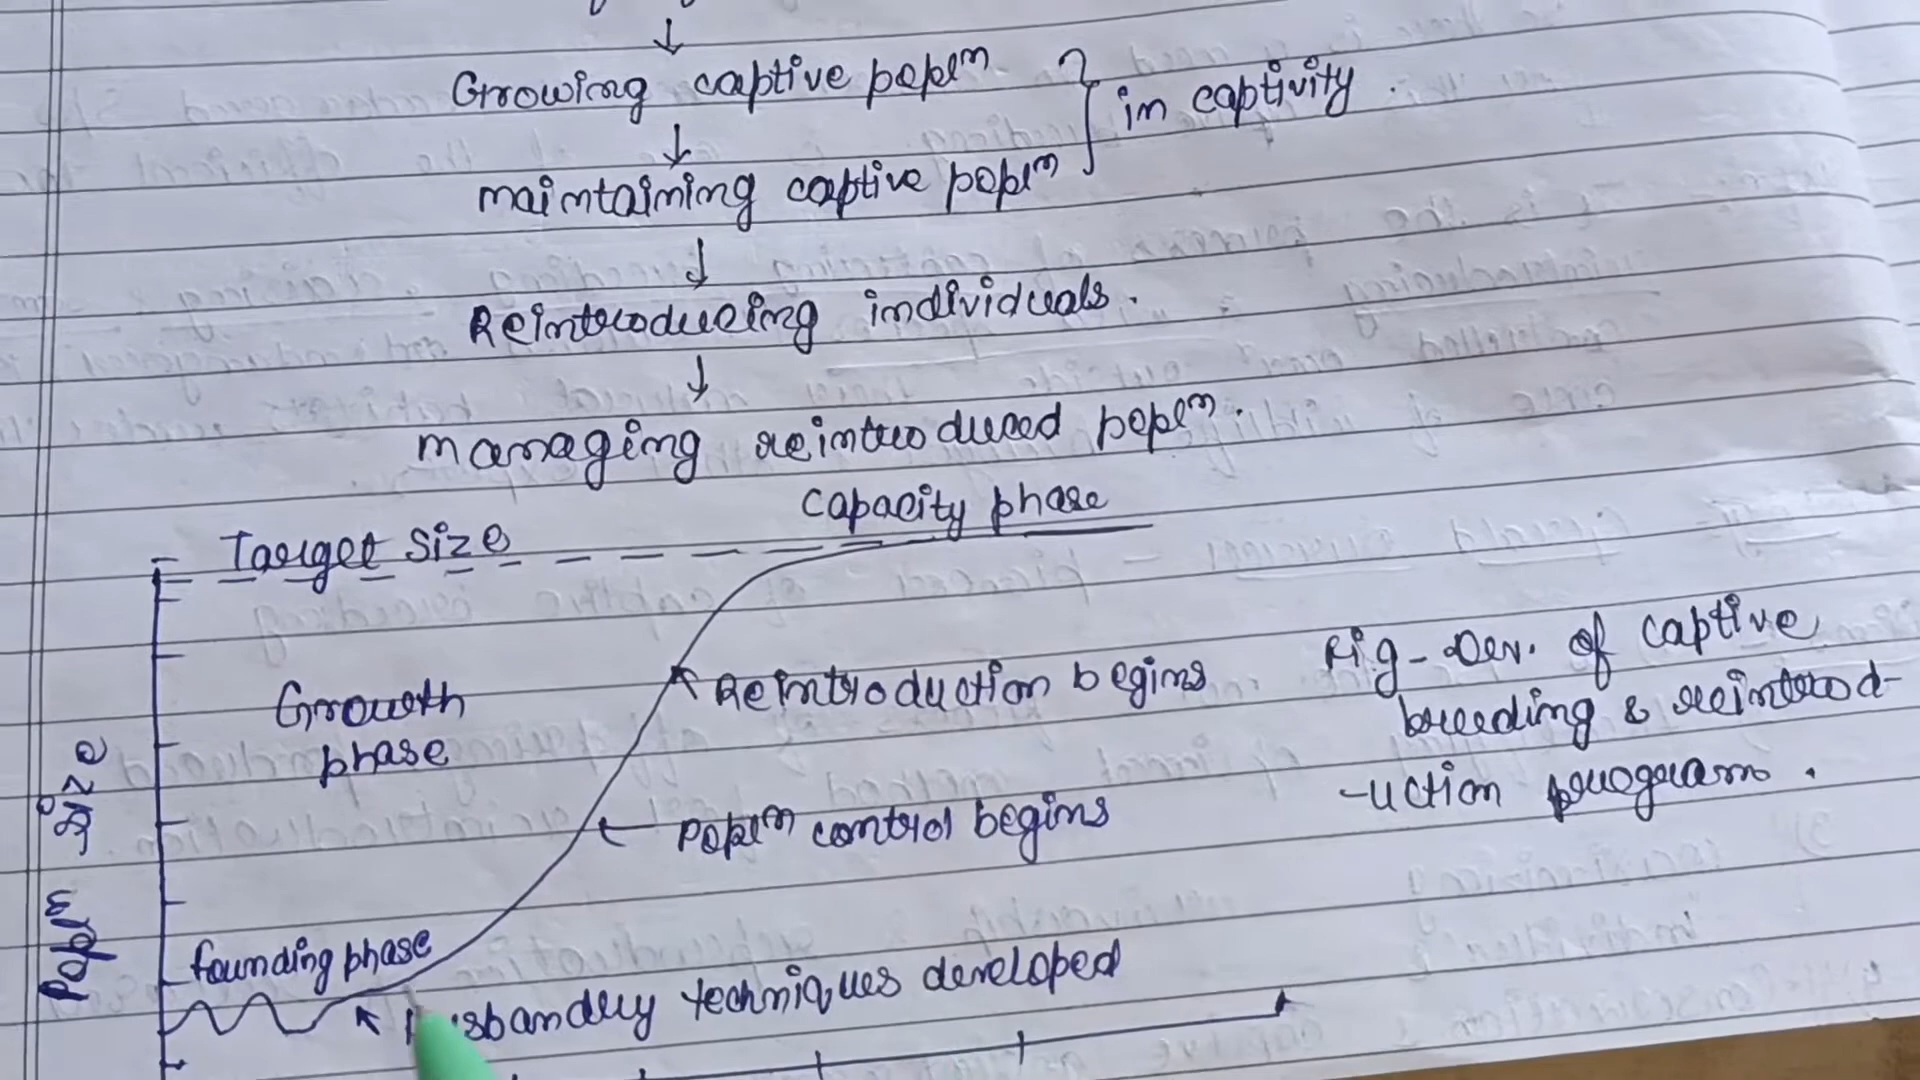 Growing captive popln
in captivity.
maintaining captive popln
Reintroducing individuals.
managing reintroduced popln.
Capacity phase
Target size
Growth
phase
Reintroduction begins
Fig - Dev. of captive
breeding & reintrod-
-uction program.
Popln control begins
Popln size
founding phase
techniques developed